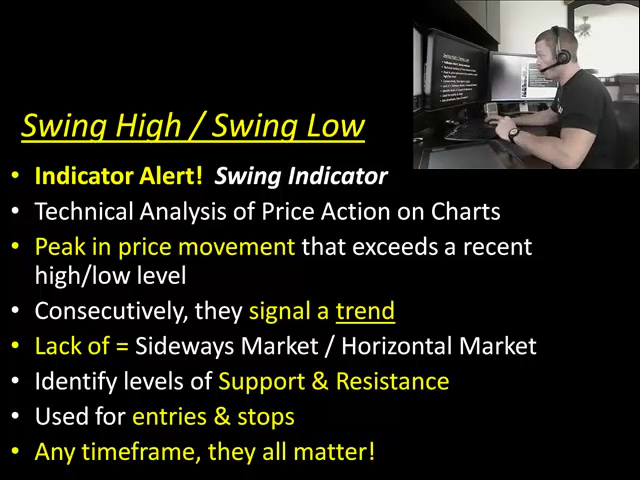 Swing High / Swing Low
• Indicator Alert! Swing Indicator
• Technical Analysis of Price Action on Charts
• Peak in price movement that exceeds a recent
high/low level
• Consecutively, they signal a trend
• Lack of = Sideways Market / Horizontal Market
• Identify levels of Support & Resistance
• Used for entries & stops
• Any timeframe, they all matter!